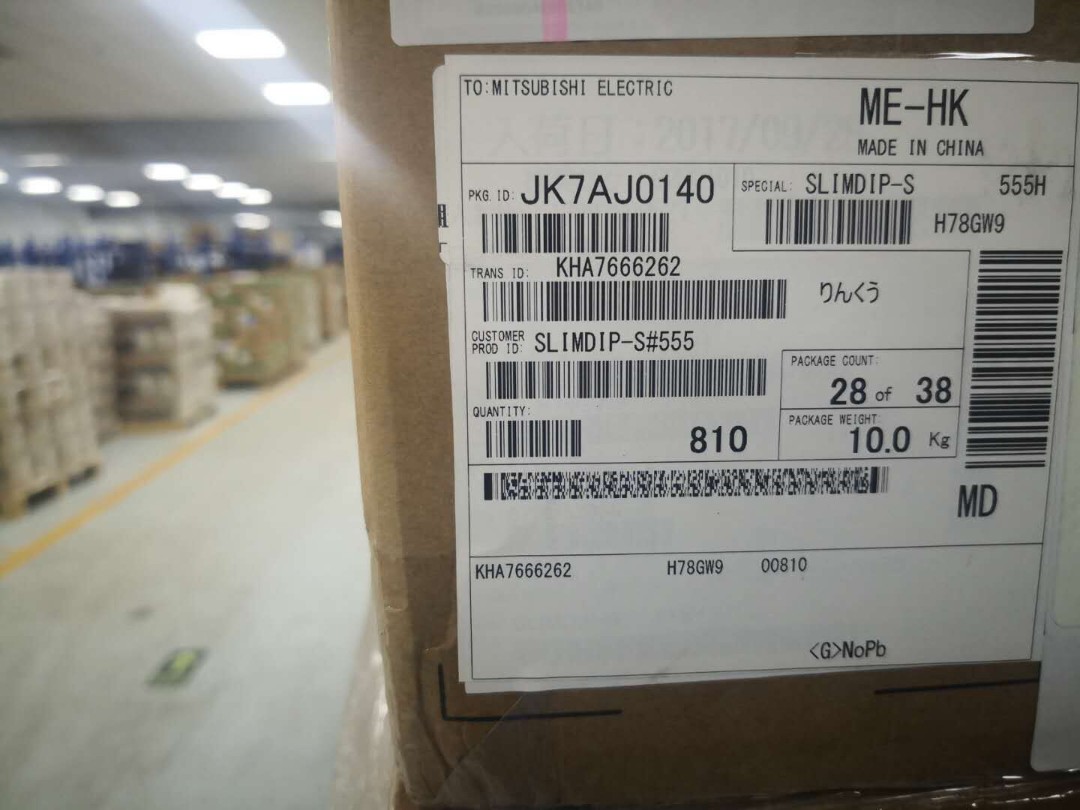 TO:MITSUBISHI ELECTRIC
ME-HK
MADE IN CHINA
PKG. ID: JK7AJ0140
SPECIAL: SLIMDIP-S 555H
H78GW9
TRANS ID: KHA7666262
りんくう
CUSTOMER
PROD ID: SLIMDIP-S#555
PACKAGE COUNT:
28 of 38
QUANTITY:
810
PACKAGE WEIGHT:
10.0 Kg
MD
KHA7666262 H78GW9 00810
<G>NoPb